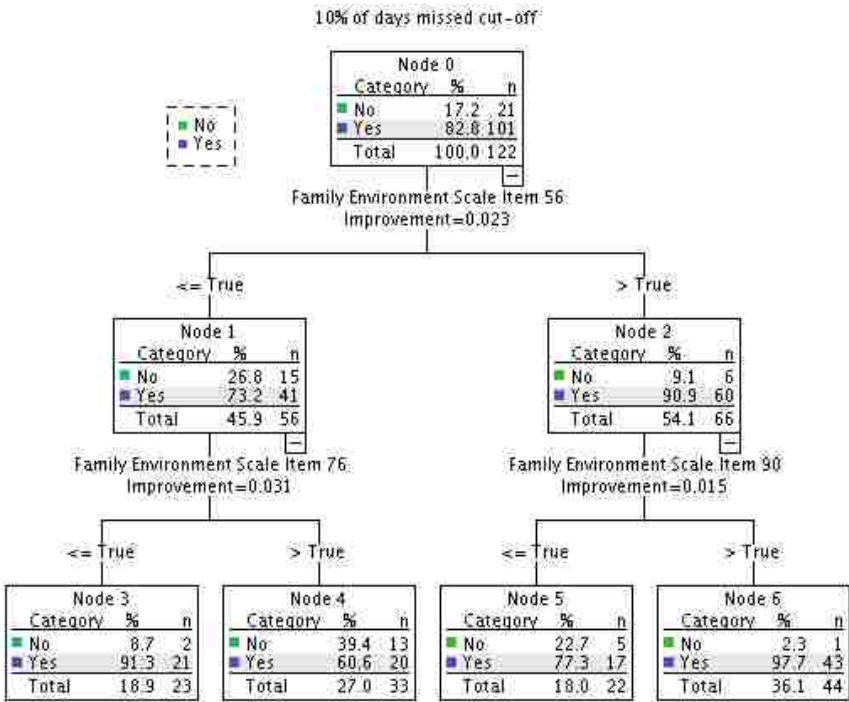 10% of days missed cut-off
Node 0
Category % n
No 17.2 21
Yes 82.8 101
Total 100.0 122
No
Yes
Family Environment Scale Item 56
Improvement=0.023
<= True
> True
Node 1
Category % n
No 26.8 15
Yes 73.2 41
Total 45.9 56
Node 2
Category % n
No 9.1 6
Yes 90.9 60
Total 54.1 66
Family Environment Scale Item 76
Improvement=0.031
Family Environment Scale Item 90
Improvement=0.015
<= True
> True
<= True
> True
Node 3
Category % n
No 8.7 2
Yes 91.3 21
Total 18.9 23
Node 4
Category % n
No 39.4 13
Yes 60.6 20
Total 27.0 33
Node 5
Category % n
No 22.7 5
Yes 77.3 17
Total 18.0 22
Node 6
Category % n
No 2.3 1
Yes 97.7 43
Total 36.1 44